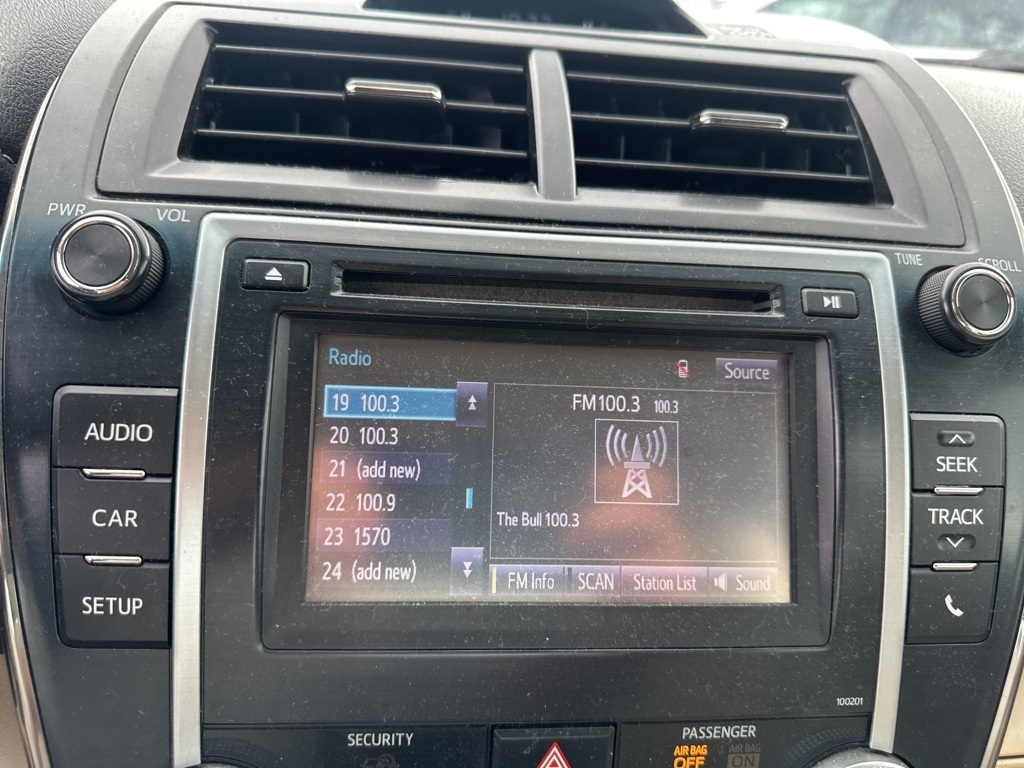 PWR VOL
TUNE SCROLL
Radio Source
19 100.3
20 100.3
21 (add new)
22 100.9
23 1570
24 (add new)
FM100.3 100.3
The Bull 100.3
FM Info SCAN Station List Sound
AUDIO
CAR
SETUP
SEEK
TRACK
100201
SECURITY
PASSENGER
AIR BAG
OFF
AIR BAG
ON